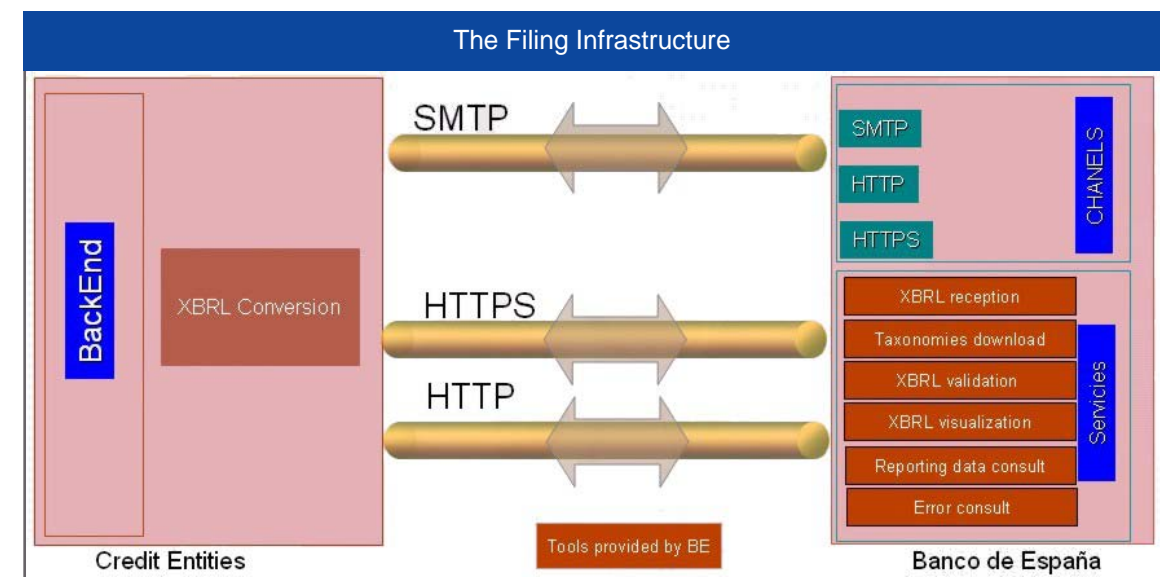 The Filing Infrastructure
BackEnd
XBRL Conversion
Credit Entities
SMTP
HTTPS
HTTP
Tools provided by BE
SMTP
HTTP
HTTPS
CHANELS
XBRL reception
Taxonomies download
XBRL validation
XBRL visualization
Reporting data consult
Error consult
Servicies
Banco de España